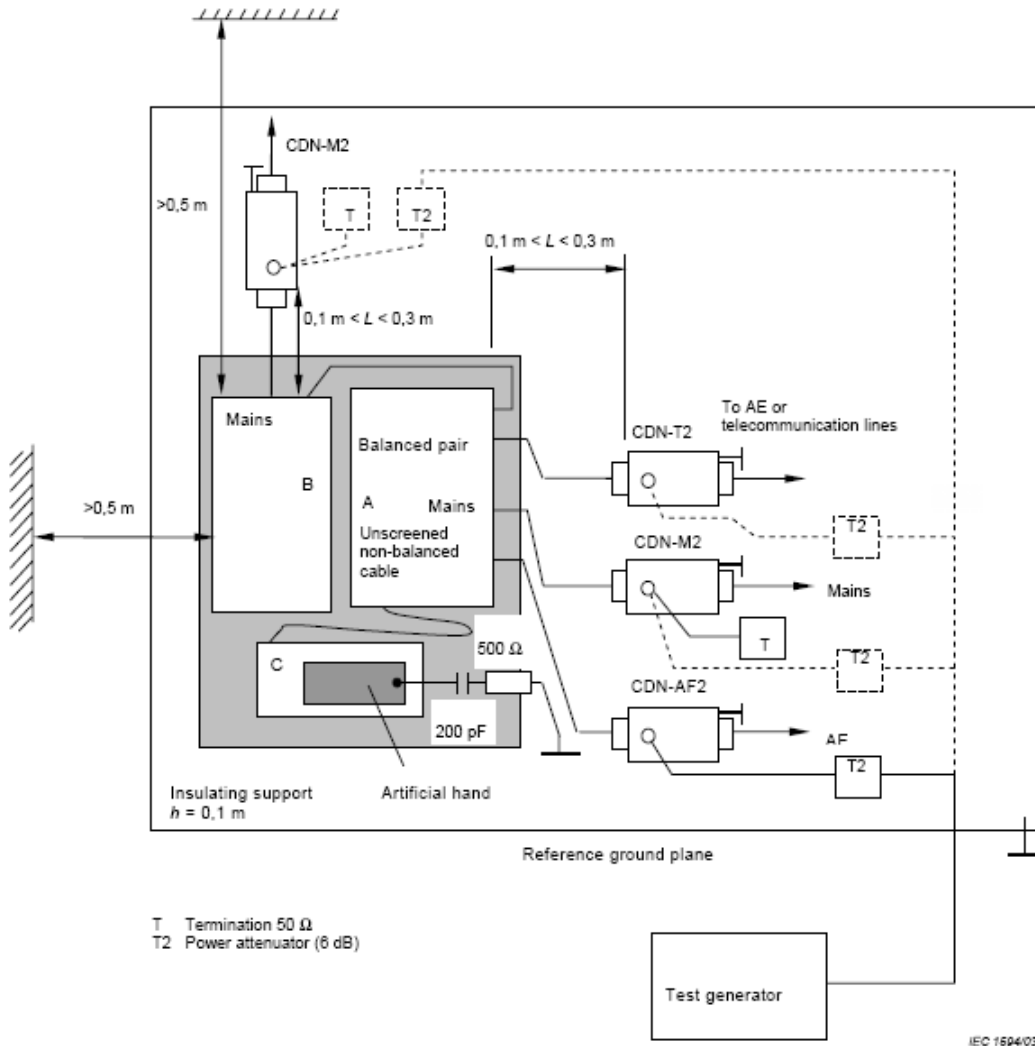 CDN-M2
>0,5 m
T
T2
0,1 m < L < 0,3 m
0,1 m < L < 0,3 m
Mains
To AE or
telecommunication lines
CDN-T2
Balanced pair
B
A
Mains
>0,5 m
Unscreened
non-balanced
cable
T2
CDN-M2
Mains
T
C
500 Ω
T2
CDN-AF2
200 pF
AF
T2
Insulating support
h = 0,1 m
Artificial hand
Reference ground plane
T Termination 50 Ω
T2 Power attenuator (6 dB)
Test generator
IEC 1594/03